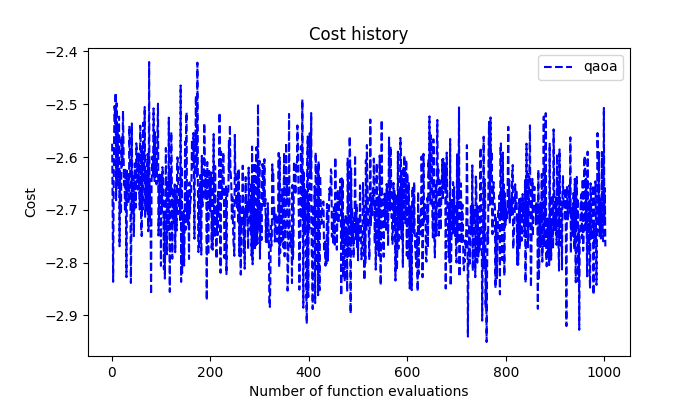 Cost history
qaoa
−2.4
−2.5
−2.6
−2.7
−2.8
−2.9
Cost
0 200 400 600 800 1000
Number of function evaluations